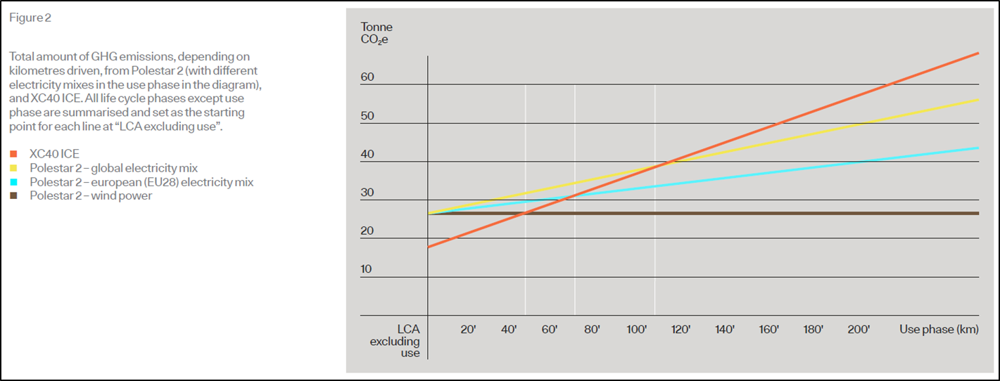 Figure 2
Total amount of GHG emissions, depending on
kilometres driven, from Polestar 2 (with different
electricity mixes in the use phase in the diagram),
and XC40 ICE. All life cycle phases except use
phase are summarised and set as the starting
point for each line at “LCA excluding use”.
XC40 ICE
Polestar 2 – global electricity mix
Polestar 2 – european (EU28) electricity mix
Polestar 2 – wind power
Tonne
CO₂e
60
50
40
30
20
10
LCA
excluding
use
20'
40'
60'
80'
100'
120'
140'
160'
180'
200'
Use phase (km)